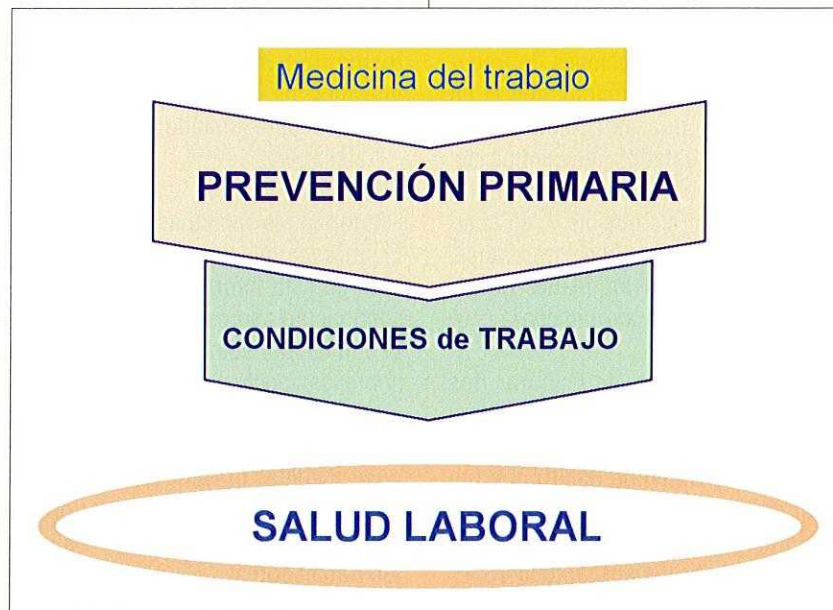 Medicina del trabajo
PREVENCIÓN PRIMARIA
CONDICIONES de TRABAJO
SALUD LABORAL